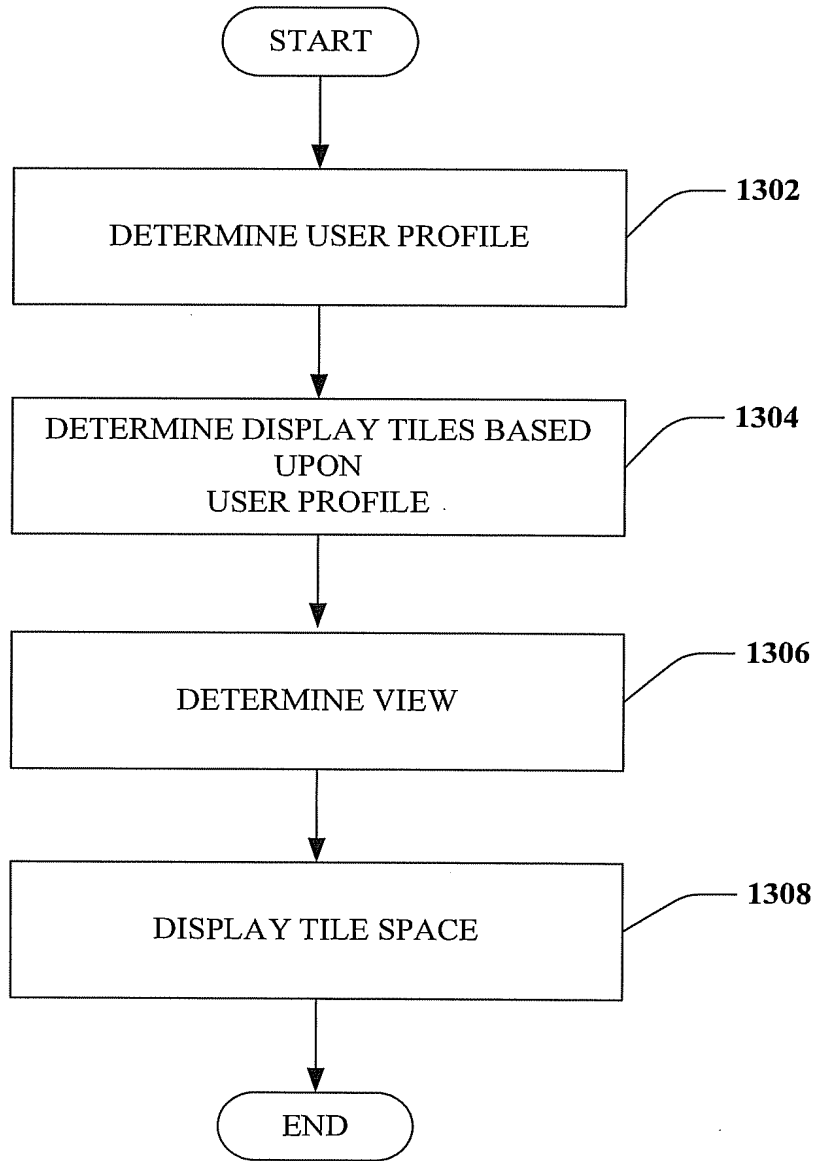 START
DETERMINE USER PROFILE
1302
DETERMINE DISPLAY TILES BASED
UPON
USER PROFILE
1304
DETERMINE VIEW
1306
DISPLAY TILE SPACE
1308
END